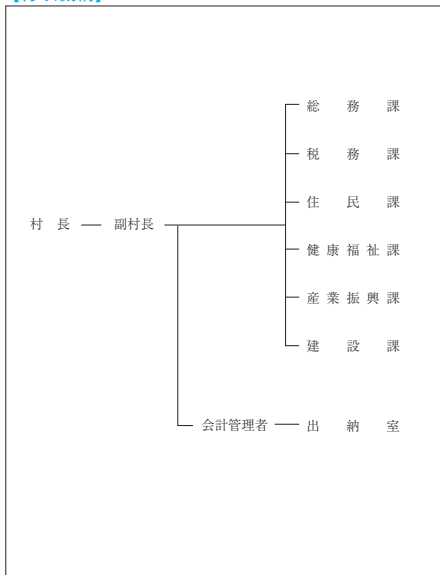 総務課
税務課
住民課
村長 副村長
健康福祉課
産業振興課
建設課
会計管理者 出納室